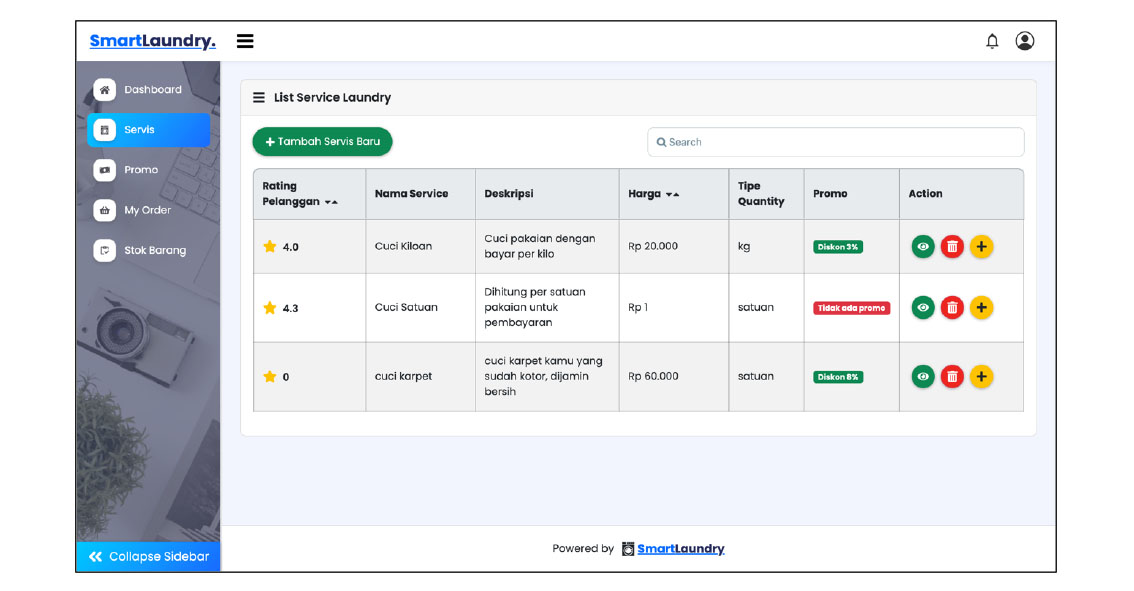 SmartLaundry.
Dashboard
Servis
Promo
My Order
Stok Barang
Collapse Sidebar
List Service Laundry
Tambah Servis Baru
Search
Rating
Pelanggan
Nama Service
Deskripsi
Harga
Tipe
Quantity
Promo
Action
4.0
Cuci Kiloan
Cuci pakaian dengan
bayar per kilo
Rp 20.000
kg
Diskon 3%
4.3
Cuci Satuan
Dihitung per satuan
pakaian untuk
pembayaran
Rp 1
satuan
Tidak ada promo
0
cuci karpet
cuci karpet kamu yang
sudah kotor, dijamin
bersih
Rp 60.000
satuan
Diskon 8%
Powered by SmartLaundry